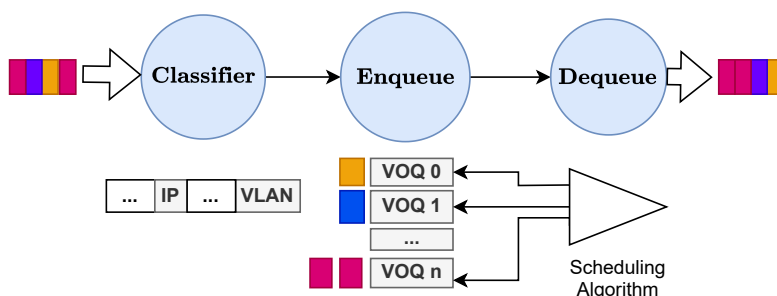 Classifier
Enqueue
Dequeue
... IP ... VLAN
VOQ 0
VOQ 1
...
VOQ n
Scheduling
Algorithm